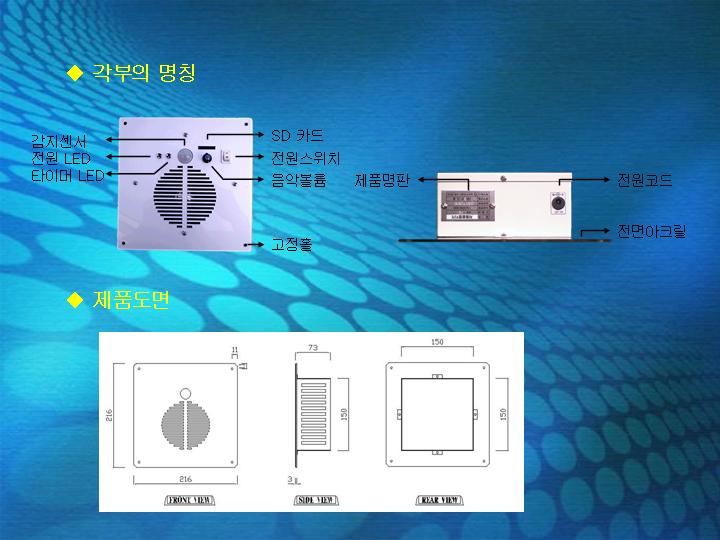 ◆ 각부의 명칭
감지센서
전원 LED
타이머 LED
SD 카드
전원스위치
음악볼륨
고정홀
제품명판
전원코드
전면아크릴
◆ 제품도면
11
11
216
216
FRONT VIEW
73
150
3
SIDE VIEW
150
150
REAR VIEW